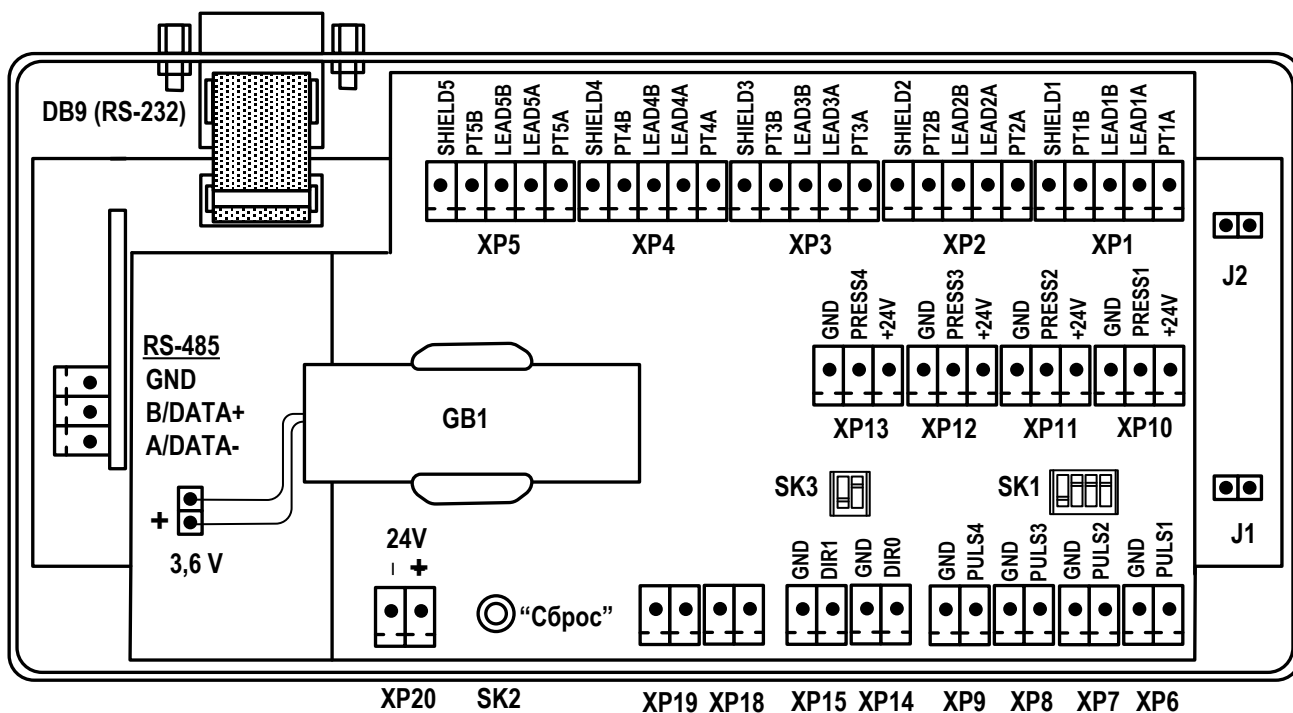 DB9 (RS-232)
SHIELD5 PT5B LEAD5B LEAD5A PT5A SHIELD4 PT4B LEAD4B LEAD4A PT4A SHIELD3 PT3B LEAD3B LEAD3A PT3A SHIELD2 PT2B LEAD2B LEAD2A PT2A SHIELD1 PT1B LEAD1B LEAD1A PT1A
XP5 XP4 XP3 XP2 XP1
J2
GND PRESS4 +24V GND PRESS3 +24V GND PRESS2 +24V GND PRESS1 +24V
XP13 XP12 XP11 XP10
RS-485
GND
B/DATA+
A/DATA-
GB1
+
3,6 V
SK3 SK1
J1
24V
– +
"Сброс"
GND DIR1 GND DIR0 GND PULS4 GND PULS3 GND PULS2 GND PULS1
XP20 SK2 XP19 XP18 XP15 XP14 XP9 XP8 XP7 XP6